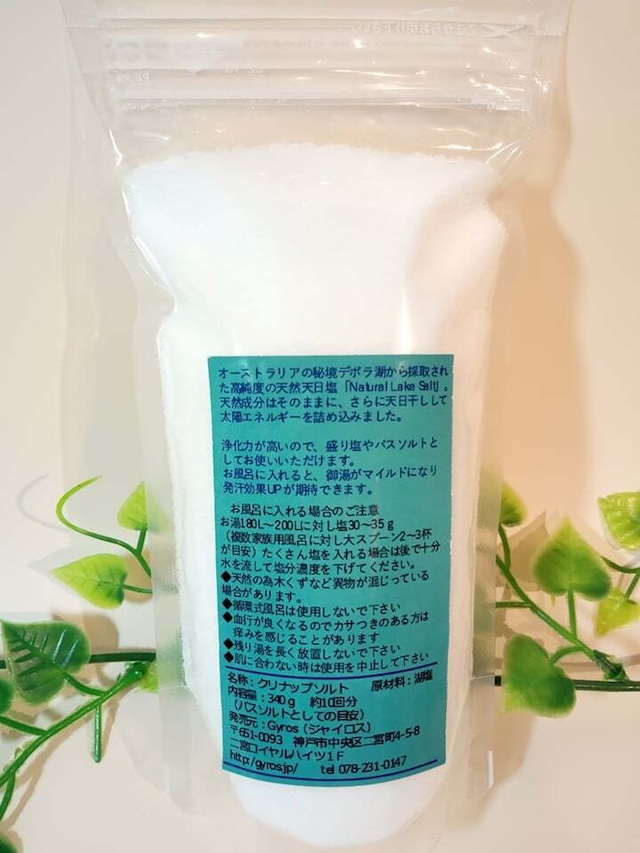 オーストラリアの秘境デボラ湖から採取され
た高純度の天然天日塩「Natural Lake Salt」。
天然成分はそのままに、さらに天日干しして
太陽エネルギーを詰め込みました。
浄化力が高いので、盛り塩やバスソルトと
してお使いいただけます。
お風呂に入れると、御湯がマイルドになり
発汗効果UPが期待できます。
お風呂に入れる場合のご注意
お湯180L～200Lに対し塩30～35g
（複数家族用風呂に対し大スプーン2～3杯
が目安）たくさん塩を入れる場合は後で十分
水を流して塩分濃度を下げてください。
◆天然の為木くずなど異物が混じっている
場合があります。
◆循環式風呂は使用しないで下さい
◆血行が良くなるのでカサつきのある方は
痒みを感じることがあります
◆残り湯を長く放置しないで下さい
◆肌に合わない時は使用を中止して下さい
名称：クリナップソルト　原材料：湖塩
内容量：340g　約10回分
（バスソルトとしての目安）
発売元：Gyros（ジャイロス）
〒651-0093　神戸市中央区二宮町4-5-8
二宮ロイヤルハイツ1F
http://gyros.jp/　tel 078-231-0147